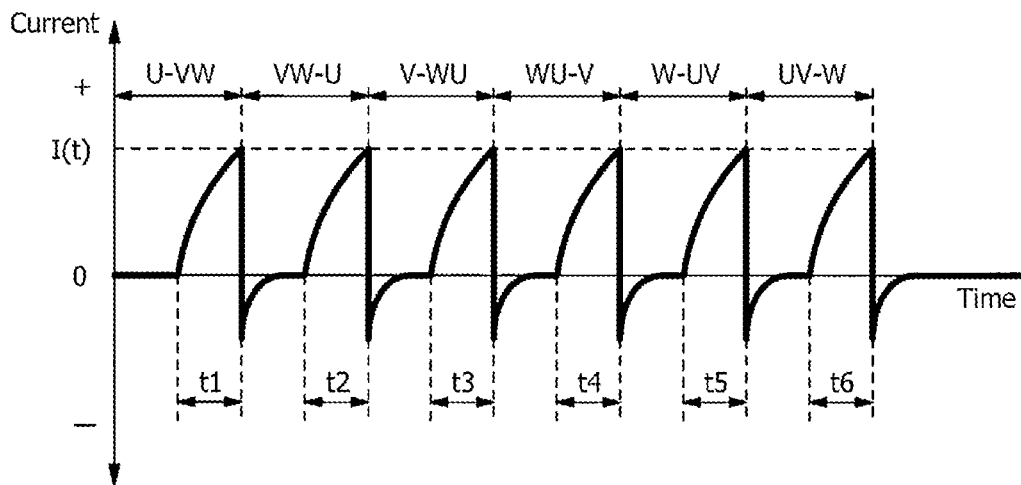 Current
U-VW VW-U V-WU WU-V W-UV UV-W
+
I(t)
0
Time
t1 t2 t3 t4 t5 t6
—